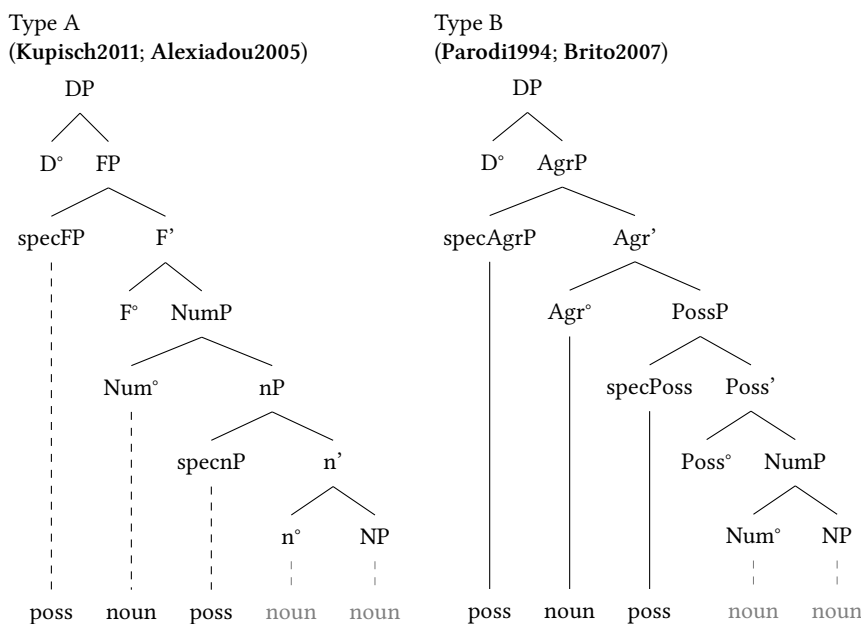 Type A
(Kupisch2011; Alexiadou2005)
DP
D° FP
specFP F’
F° NumP
Num° nP
specnP n’
n° NP
poss noun poss noun noun
Type B
(Parodi1994; Brito2007)
DP
D° AgrP
specAgrP Agr’
Agr° PossP
specPoss Poss’
Poss° NumP
Num° NP
poss noun poss noun noun